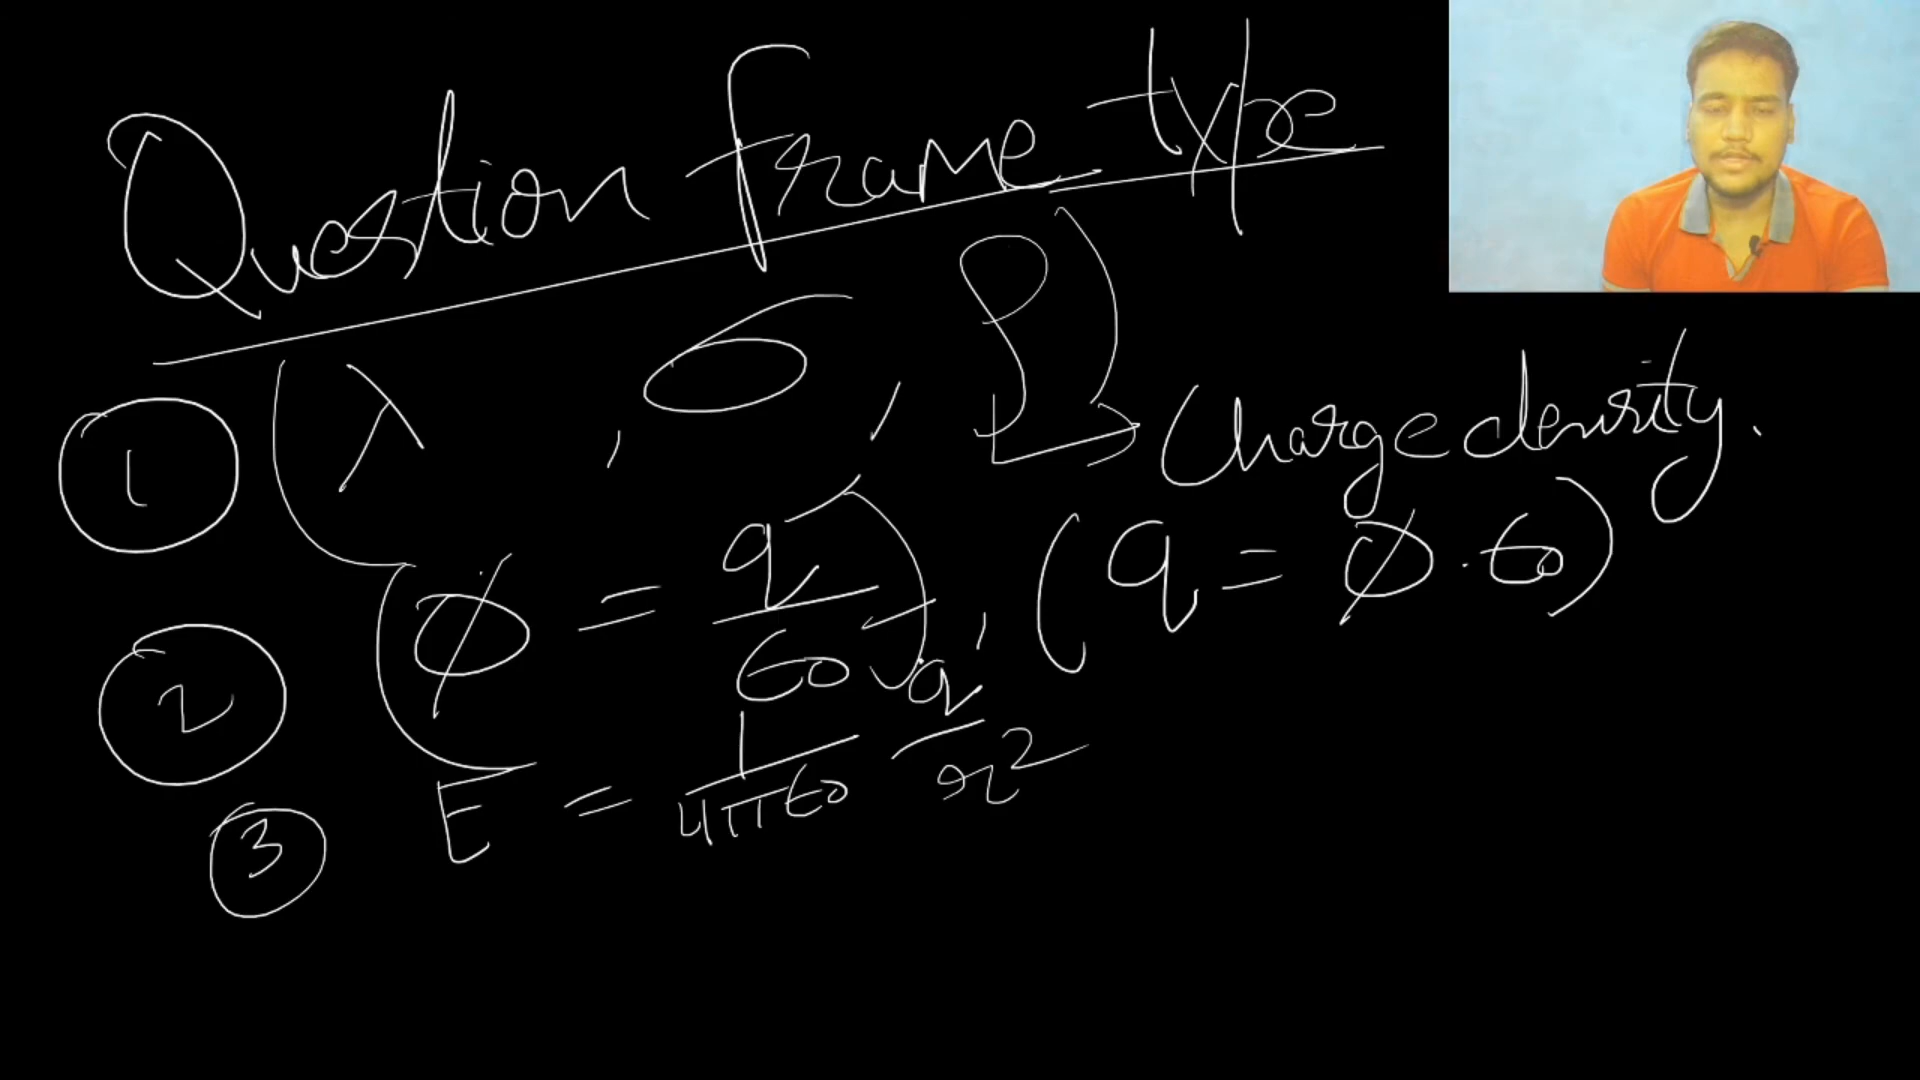 Question frame type
1 λ , σ , ρ → Charge density.
2 ϕ = q/ϵ0 , (q = ϕ · ϵ0)
3 E = 1/4πϵ0 q/r²